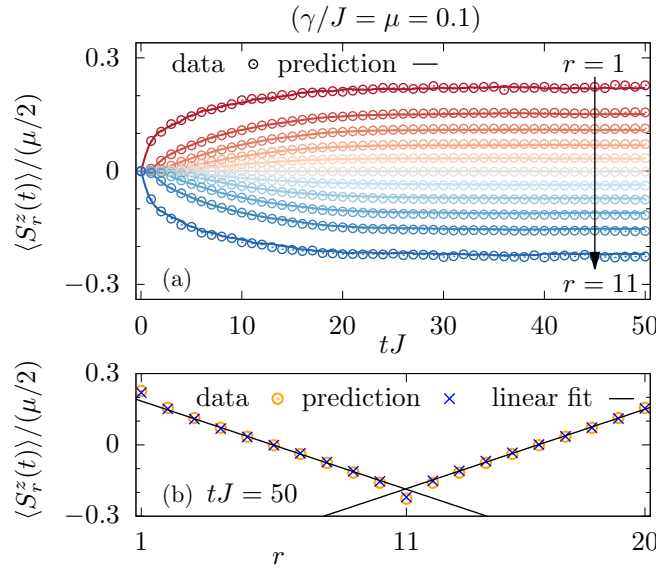 (γ/J = μ = 0.1)
⟨S_r^z(t)⟩/(μ/2)
0.3
0
−0.3
data prediction
r = 1
r = 11
(a)
0 10 20 30 40 50
tJ
⟨S_r^z(t)⟩/(μ/2)
0.3
0
−0.3
data prediction linear fit
(b) tJ = 50
1 11 20
r